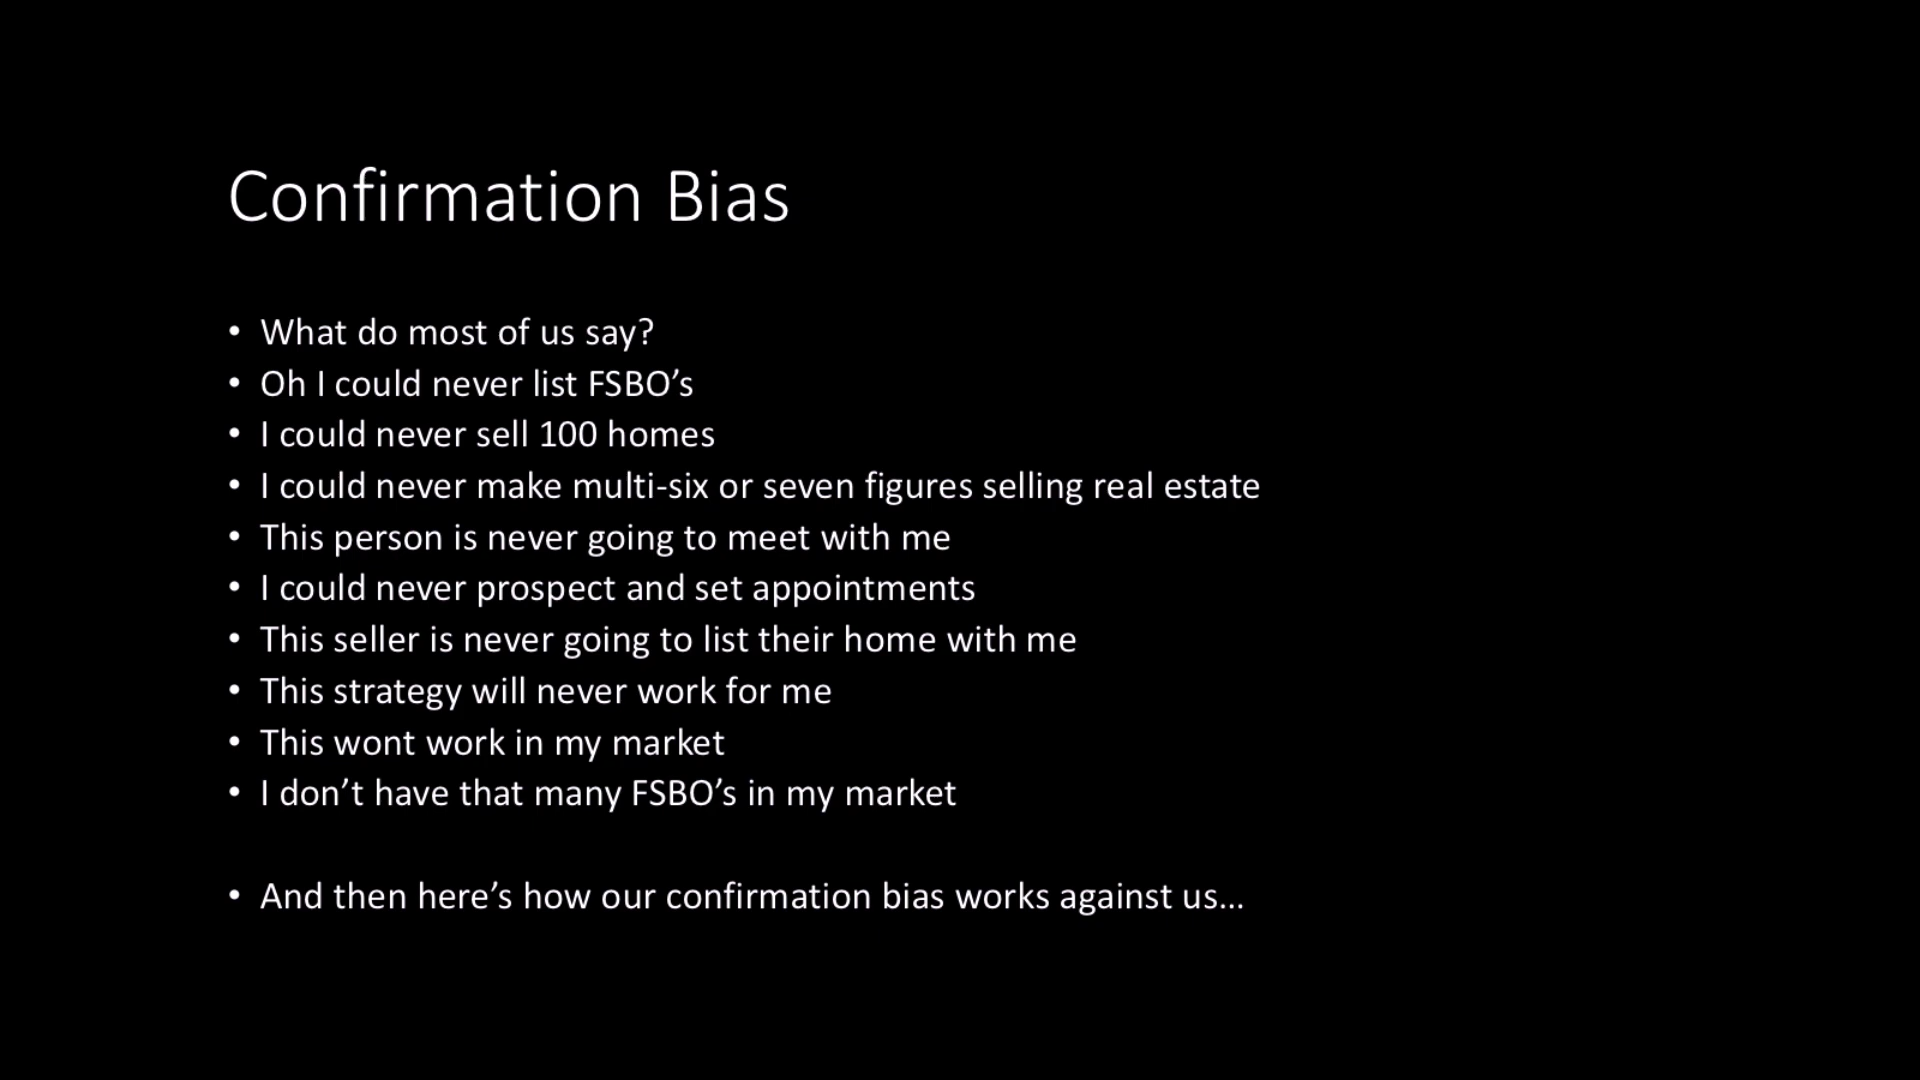 Confirmation Bias
• What do most of us say?
• Oh I could never list FSBO’s
• I could never sell 100 homes
• I could never make multi-six or seven figures selling real estate
• This person is never going to meet with me
• I could never prospect and set appointments
• This seller is never going to list their home with me
• This strategy will never work for me
• This wont work in my market
• I don’t have that many FSBO’s in my market
• And then here’s how our confirmation bias works against us…